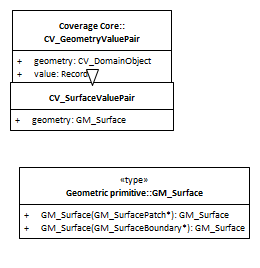 Coverage Core::
CV_GeometryValuePair
+ geometry: CV_DomainObject
+ value: Record
CV_SurfaceValuePair
+ geometry: GM_Surface
«type»
Geometric primitive::GM_Surface
+ GM_Surface(GM_SurfacePatch*): GM_Surface
+ GM_Surface(GM_SurfaceBoundary*): GM_Surface